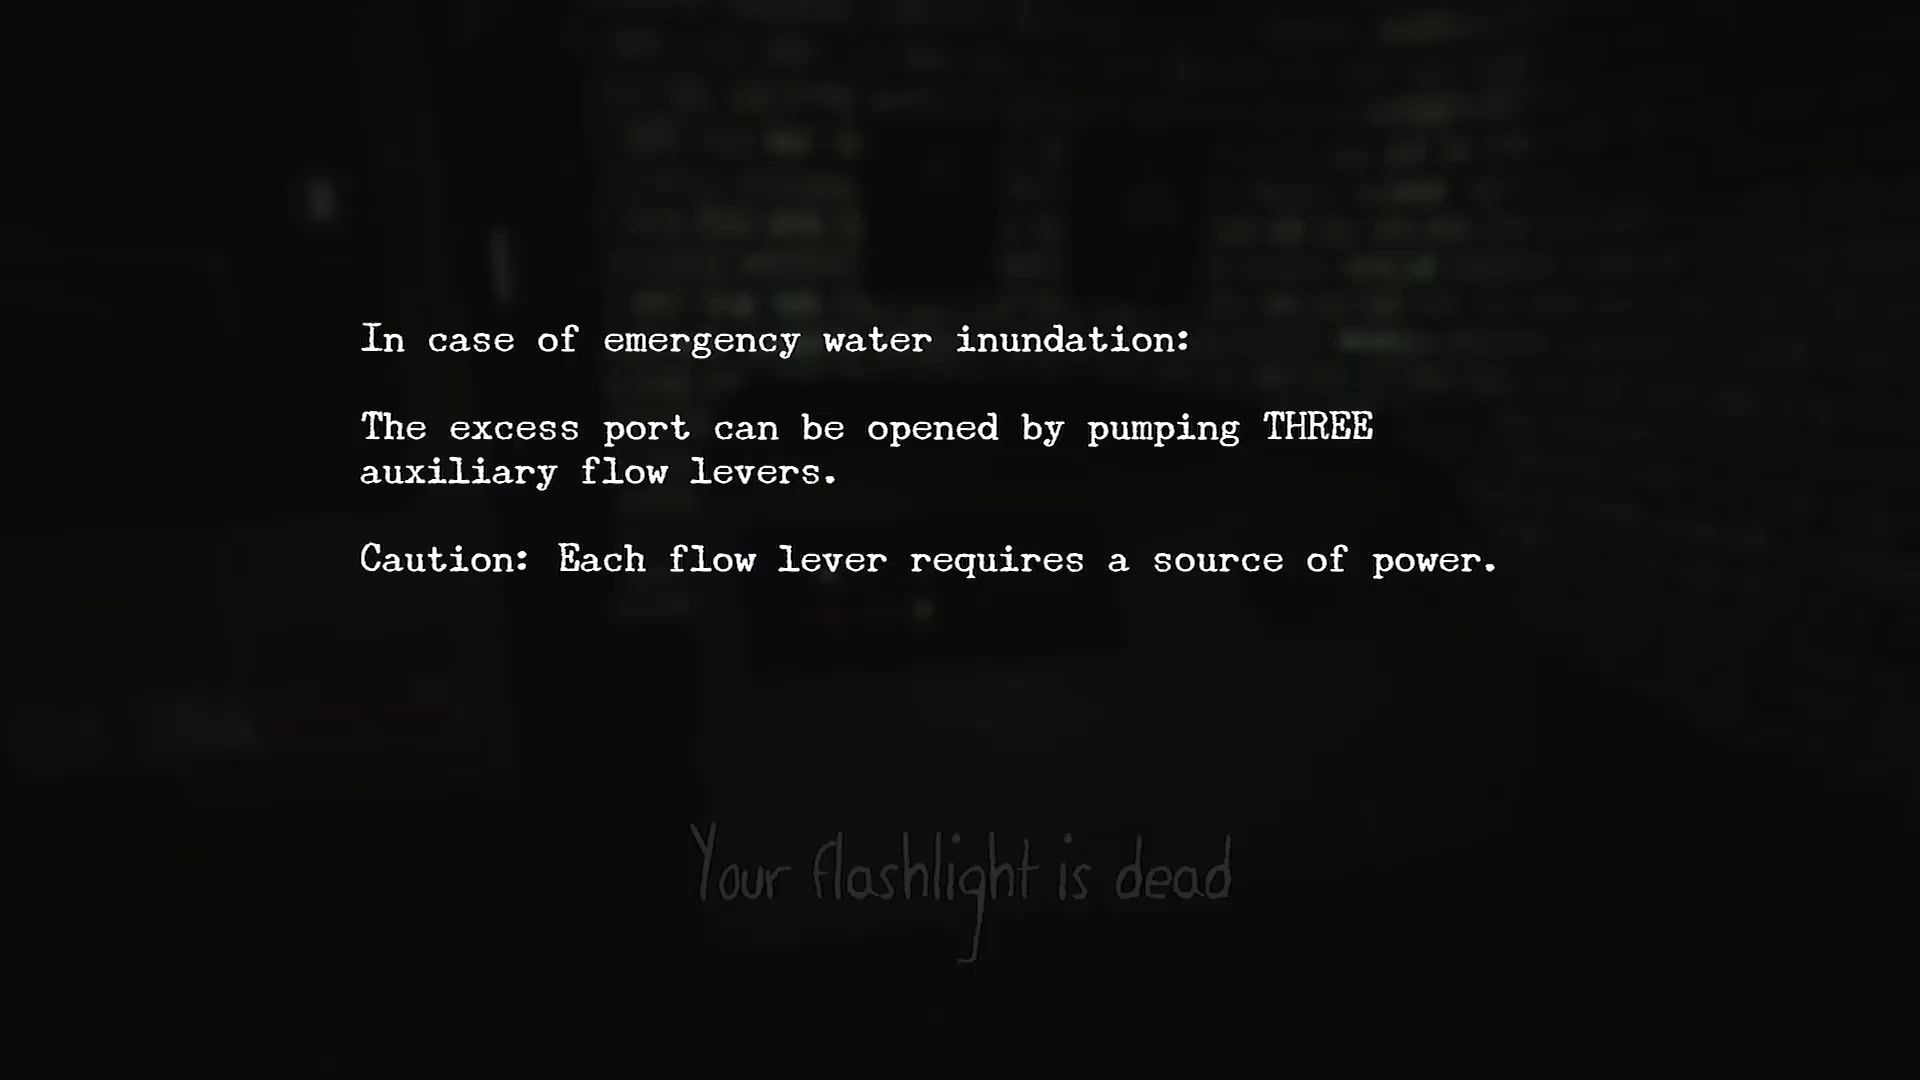 In case of emergency water inundation:
The excess port can be opened by pumping THREE
auxiliary flow levers.
Caution: Each flow lever requires a source of power.
Your flashlight is dead